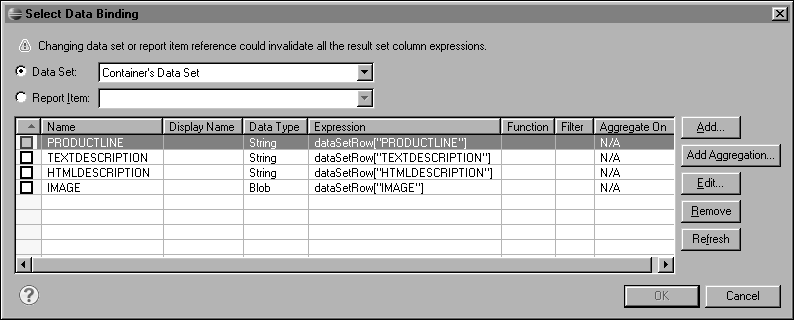 Select Data Binding
Changing data set or report item reference could invalidate all the result set column expressions.
Data Set: Container's Data Set
Report Item:
Name Display Name Data Type Expression Function Filter Aggregate On
PRODUCTLINE String dataSetRow["PRODUCTLINE"] N/A
TEXTDESCRIPTION String dataSetRow["TEXTDESCRIPTION"] N/A
HTMLDESCRIPTION String dataSetRow["HTMLDESCRIPTION"] N/A
IMAGE Blob dataSetRow["IMAGE"] N/A
Add...
Add Aggregation...
Edit...
Remove
Refresh
?
OK Cancel